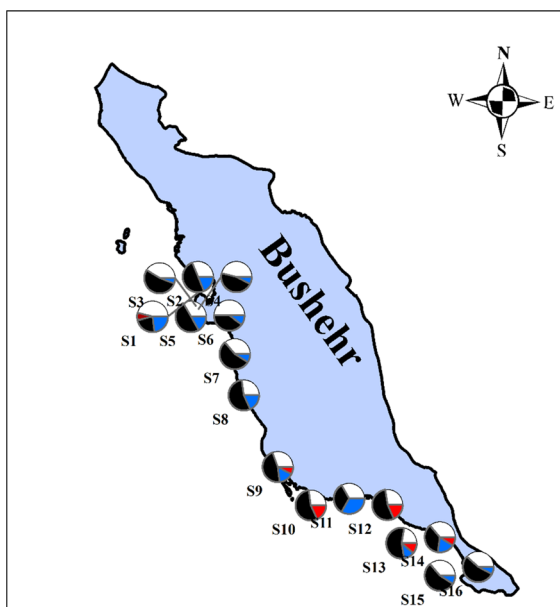 N
W E
S
Bushehr
S3 S2 S4
S1 S5 S6
S7
S8
S9
S10 S11 S12
S13 S14
S15 S16